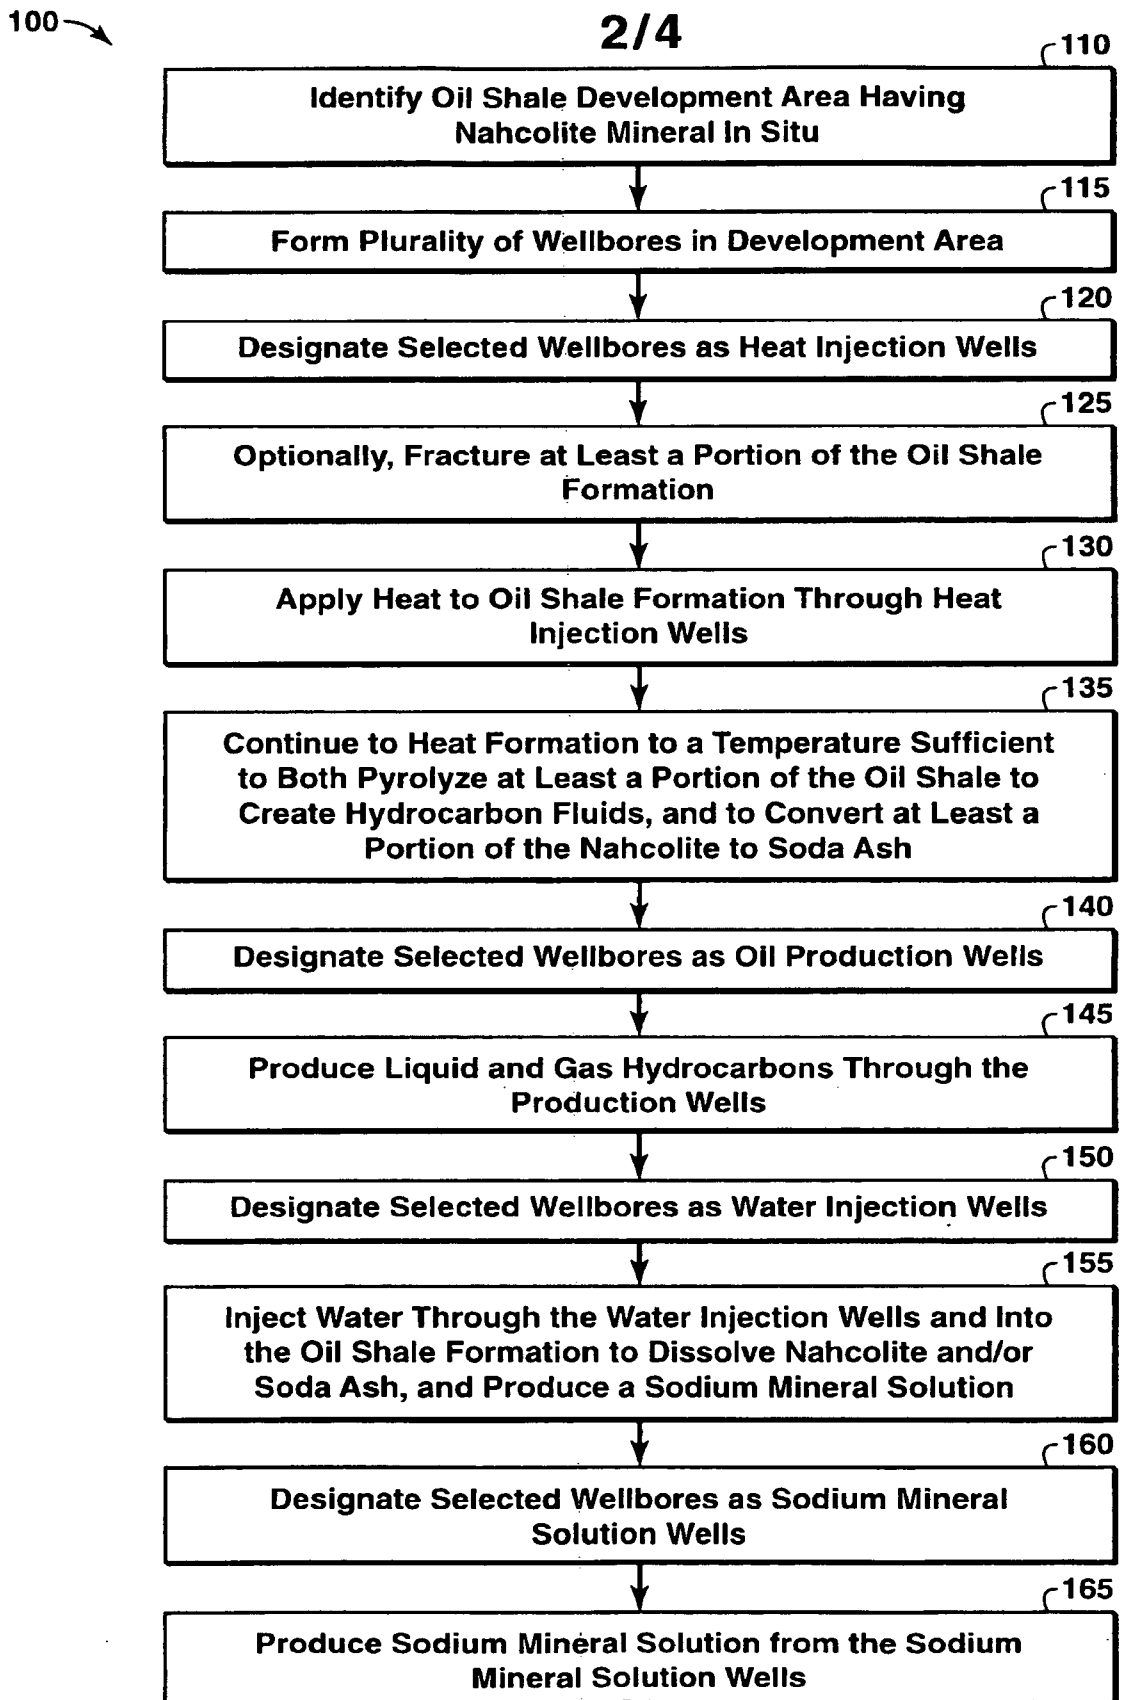 100
2/4
110
Identify Oil Shale Development Area Having
Nahcolite Mineral In Situ
115
Form Plurality of Wellbores in Development Area
120
Designate Selected Wellbores as Heat Injection Wells
125
Optionally, Fracture at Least a Portion of the Oil Shale
Formation
130
Apply Heat to Oil Shale Formation Through Heat
Injection Wells
135
Continue to Heat Formation to a Temperature Sufficient
to Both Pyrolyze at Least a Portion of the Oil Shale to
Create Hydrocarbon Fluids, and to Convert at Least a
Portion of the Nahcolite to Soda Ash
140
Designate Selected Wellbores as Oil Production Wells
145
Produce Liquid and Gas Hydrocarbons Through the
Production Wells
150
Designate Selected Wellbores as Water Injection Wells
155
Inject Water Through the Water Injection Wells and Into
the Oil Shale Formation to Dissolve Nahcolite and/or
Soda Ash, and Produce a Sodium Mineral Solution
160
Designate Selected Wellbores as Sodium Mineral
Solution Wells
165
Produce Sodium Mineral Solution from the Sodium
Mineral Solution Wells